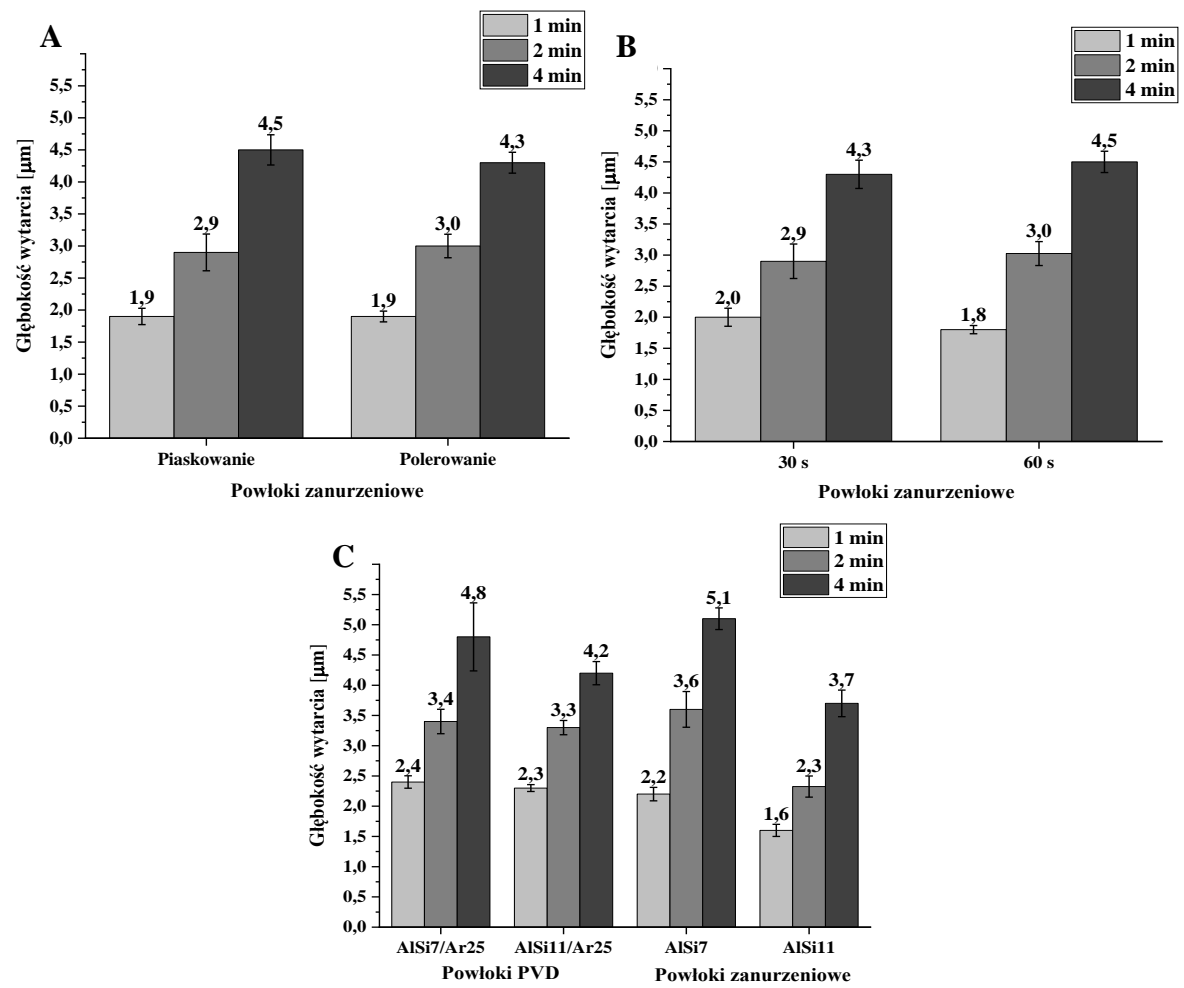 A
1 min
2 min
4 min
Głębokość wytarcia [μm]
5,5
5,0
4,5
4,0
3,5
3,0
2,5
2,0
1,5
1,0
0,5
0,0
1,9
2,9
4,5
1,9
3,0
4,3
Piaskowanie Polerowanie
Powłoki zanurzeniowe
B
1 min
2 min
4 min
Głębokość wytarcia [μm]
5,5
5,0
4,5
4,0
3,5
3,0
2,5
2,0
1,5
1,0
0,5
0,0
2,0
2,9
4,3
1,8
3,0
4,5
30 s 60 s
Powłoki zanurzeniowe
C
1 min
2 min
4 min
Głębokość wytarcia [μm]
5,5
5,0
4,5
4,0
3,5
3,0
2,5
2,0
1,5
1,0
0,5
0,0
2,4
3,4
4,8
2,3
3,3
4,2
2,2
3,6
5,1
1,6
2,3
3,7
AlSi7/Ar25 AlSi11/Ar25 AlSi7 AlSi11
Powłoki PVD Powłoki zanurzeniowe